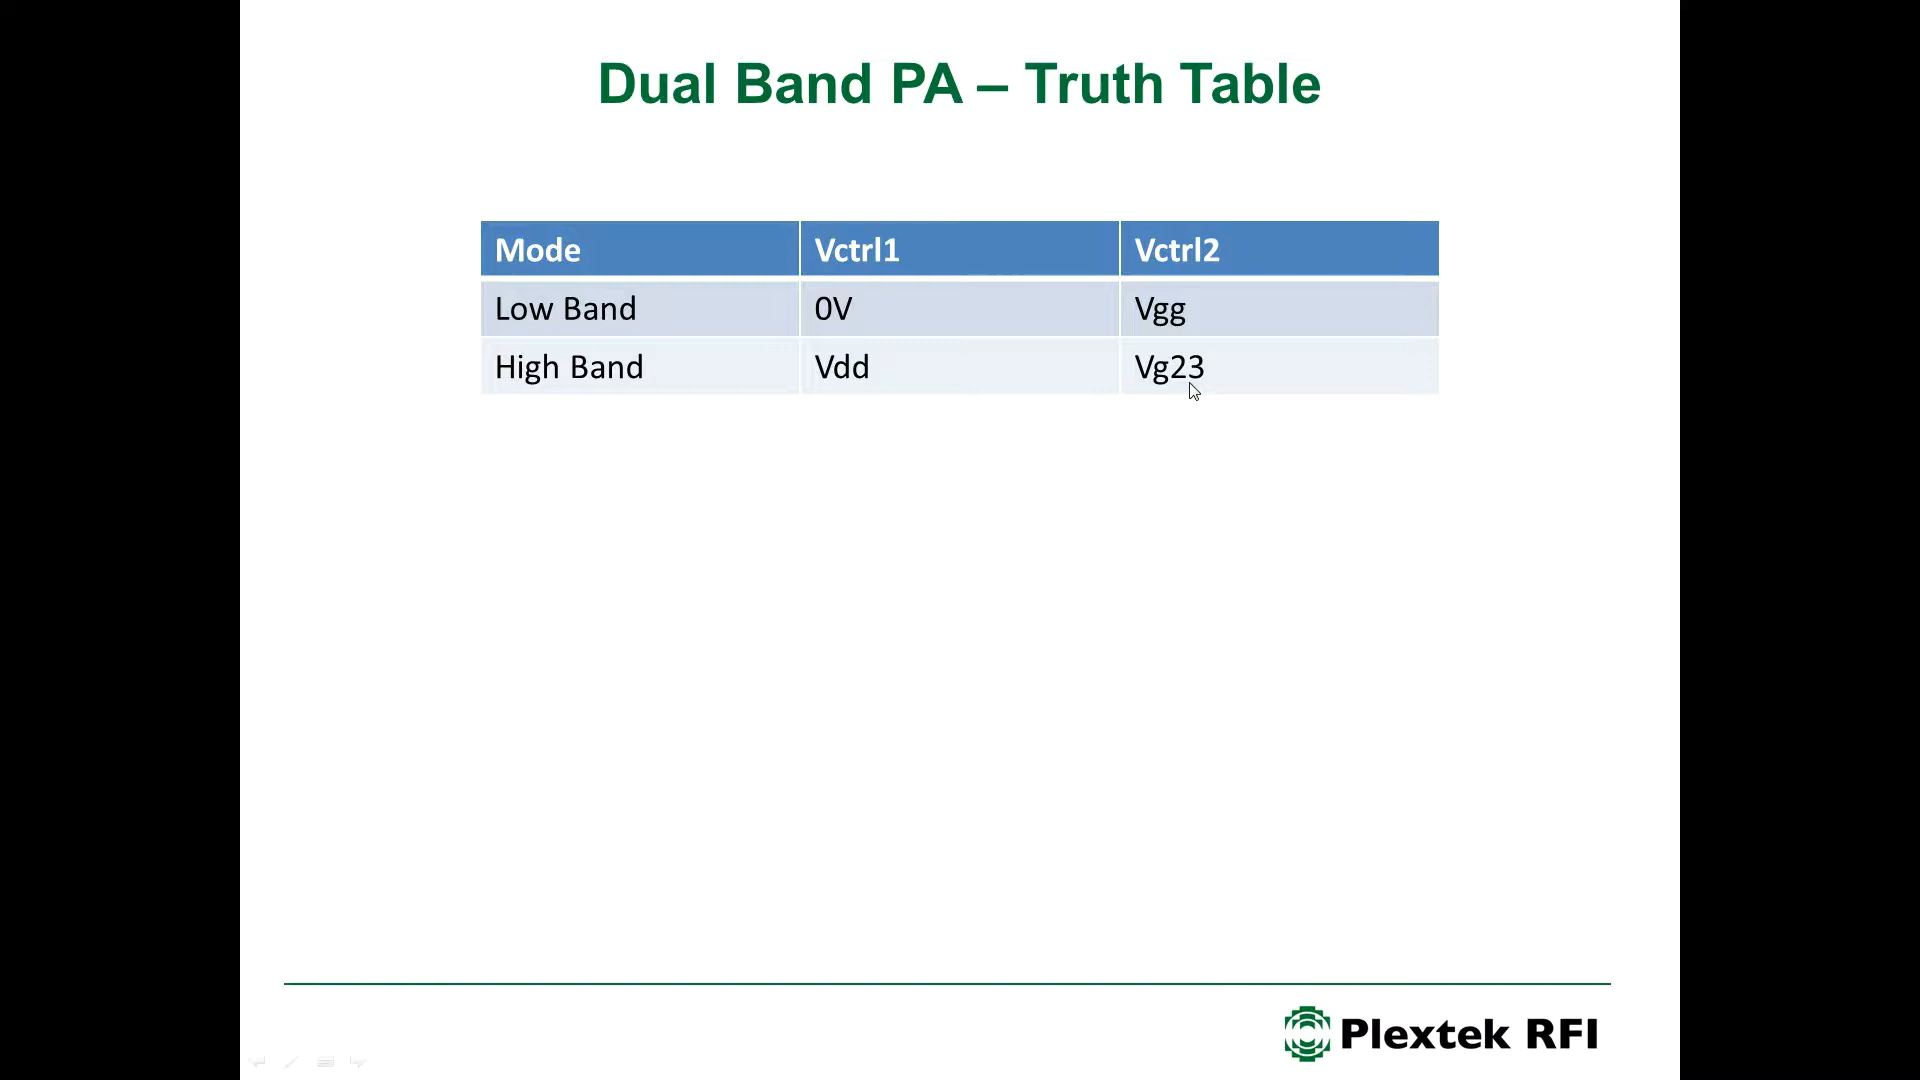 Dual Band PA – Truth Table
Mode Vctrl1 Vctrl2
Low Band 0V Vgg
High Band Vdd Vg23
Plextek RFI